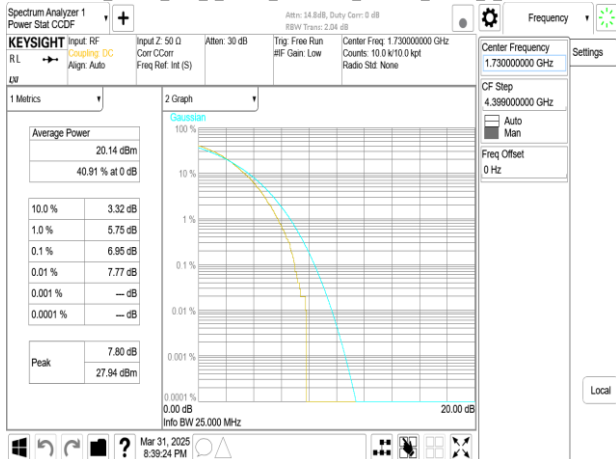 Spectrum Analyzer 1
Power Stat CCDF
Attn: 14.8dB, Duty Corr: 0 dB
RBW Trans: 2.04 dB
Frequency
KEYSIGHT
RL
LXI
Input: RF
Coupling: DC
Align: Auto
Input Z: 50 Ω
Corr CCorr
Freq Ref: Int (S)
Atten: 30 dB
Trig: Free Run
#IF Gain: Low
Center Freq: 1.730000000 GHz
Counts: 10.0 k/10.0 kpt
Radio Std: None
Center Frequency
1.730000000 GHz
Settings
CF Step
4.399000000 GHz
Auto
Man
Freq Offset
0 Hz
Local
1 Metrics
Average Power
20.14 dBm
40.91 % at 0 dB
10.0 % 3.32 dB
1.0 % 5.75 dB
0.1 % 6.95 dB
0.01 % 7.77 dB
0.001 % --- dB
0.0001 % --- dB
Peak
7.80 dB
27.94 dBm
2 Graph
Gaussian
100 %
10 %
1 %
0.1 %
0.01 %
0.001 %
0.0001 %
0.00 dB 20.00 dB
Info BW 25.000 MHz
?
Mar 31, 2025
8:39:24 PM